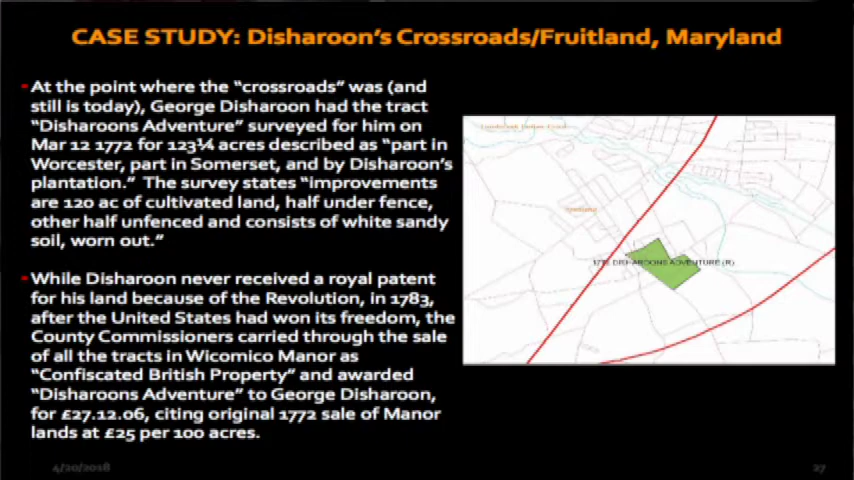 CASE STUDY: Disharoon's Crossroads/Fruitland, Maryland
At the point where the "crossroads" was (and
still is today), George Disharoon had the tract
"Disharoons Adventure" surveyed for him on
Mar 12 1772 for 123¼ acres described as "part in
Worcester, part in Somerset, and by Disharoon's
plantation."  The survey states "improvements
are 120 ac of cultivated land, half under fence,
other half unfenced and consists of white sandy
soil, worn out."
While Disharoon never received a royal patent
for his land because of the Revolution, in 1783,
after the United States had won its freedom, the
County Commissioners carried through the sale
of all the tracts in Wicomico Manor as
"Confiscated British Property" and awarded
"Disharoons Adventure" to George Disharoon,
for £27.12.06, citing original 1772 sale of Manor
lands at £25 per 100 acres.
Fruitland
1772 DISHAROONS ADVENTURE (R)
4/20/2018
27